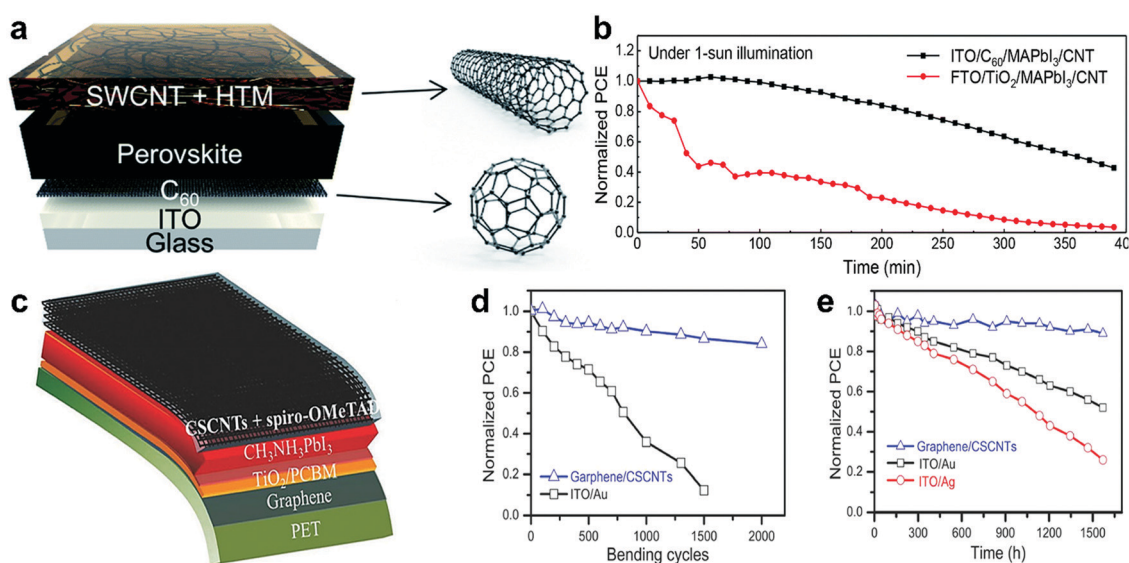 a
SWCNT + HTM
Perovskite
C₆₀
ITO
Glass
b
Under 1-sun illumination
ITO/C₆₀/MAPbI₃/CNT
FTO/TiO₂/MAPbI₃/CNT
Normalized PCE
1.2
1.0
0.8
0.6
0.4
0.2
0.0
0 50 100 150 200 250 300 350 40
Time (min)
c
CSCNTs + spiro-OMeTAD
CH₃NH₃PbI₃
TiO₂/PCBM
Graphene
PET
d
Normalized PCE
1.0
0.8
0.6
0.4
0.2
0.0
Garphene/CSCNTs
ITO/Au
0 500 1000 1500 2000
Bending cycles
e
Normalized PCE
1.0
0.8
0.6
0.4
0.2
0.0
Graphene/CSCNTs
ITO/Au
ITO/Ag
0 300 600 900 1200 1500
Time (h)